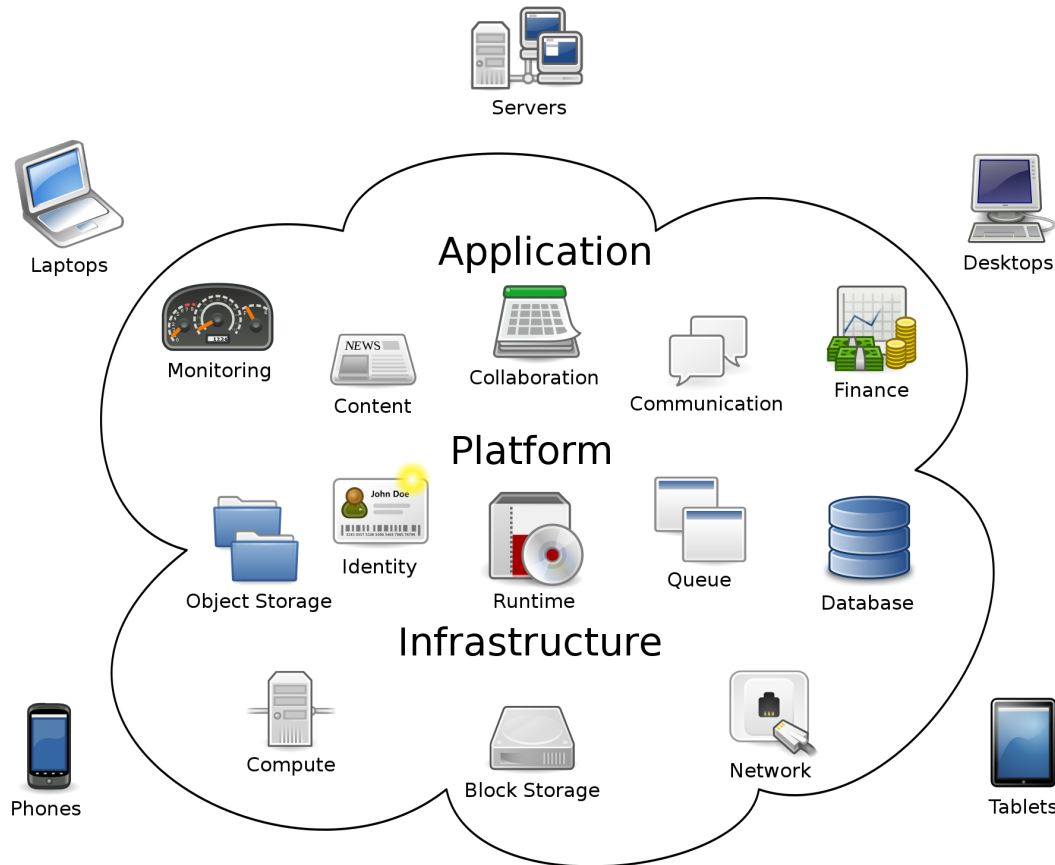 Servers
Laptops
Desktops
Application
Monitoring
NEWS
Content
Collaboration
Communication
Finance
Platform
Object Storage
John Doe
Identity
Runtime
Queue
Database
Infrastructure
Compute
Block Storage
Network
Phones
Tablets